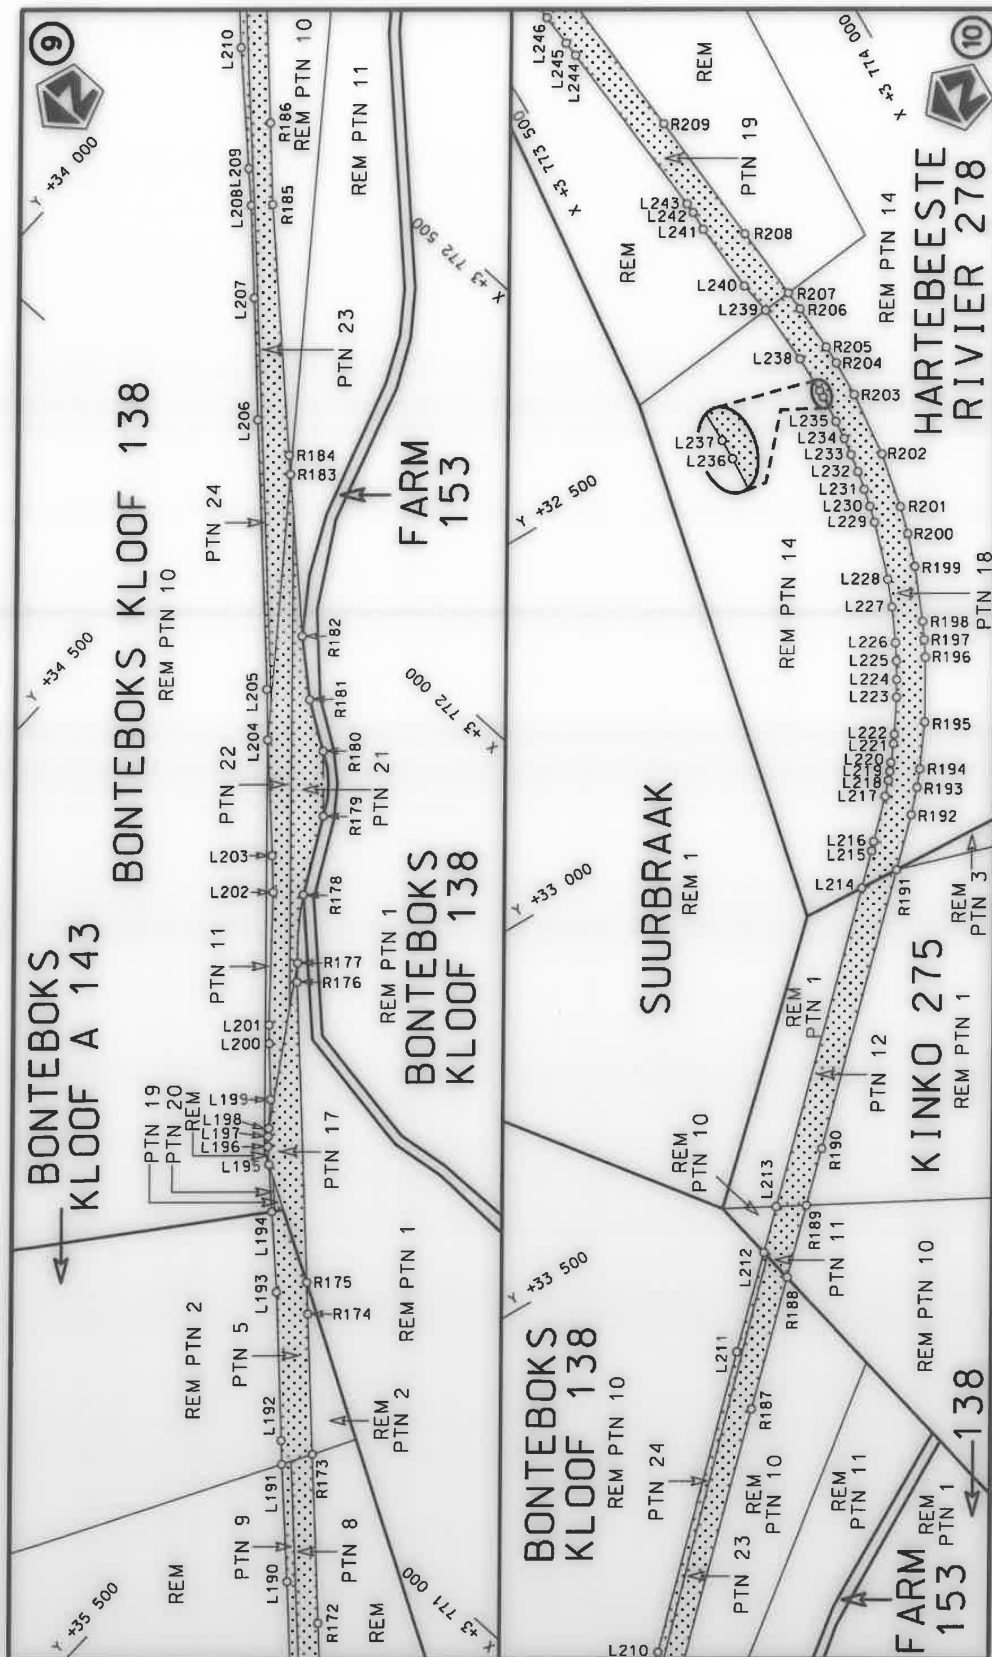 9
Y +34 000
Y +34 500
Y +35 500
X +3 772 500
X +3 772 000
X +3 771 000
BONTEBOKS KLOOF 138
REM PTN 10
BONTEBOKS
KLOOF A 143
FARM
153
BONTEBOKS
KLOOF 138
REM PTN 1
REM PTN 10
REM PTN 10
REM PTN 11
PTN 23
PTN 24
PTN 22
PTN 21
PTN 11
PTN 19
PTN 20
REM
PTN 17
REM PTN 1
REM PTN 2
PTN 5
REM
PTN 2
PTN 9
PTN 8
REM
REM
L210
L209
L208
L207
L206
L205
L204
L203
L202
L201
L200
L199
L198
L197
L196
L195
L194
L193
L192
L191
L190
R186
R185
R184
R183
R182
R181
R180
R179
R178
R177
R176
R175
R174
R173
R172
10
X +3 774 000
X +3 773 500
Y +32 500
Y +33 000
Y +33 500
HARTEBEESTE
RIVIER 278
REM PTN 14
REM
PTN 19
REM
REM PTN 14
PTN 18
SUURBRAAK
REM 1
REM
PTN 3
REM
PTN 1
PTN 12
KINKO 275
REM PTN 1
REM
PTN 10
PTN 11
REM PTN 10
BONTEBOKS
KLOOF 138
REM PTN 10
PTN 24
REM
PTN 10
PTN 23
REM
PTN 11
REM
PTN 1
FARM
153
138
L246
L245
L244
L243
L242
L241
L240
L239
L238
L237
L236
L235
L234
L233
L232
L231
L230
L229
L228
L227
L226
L225
L224
L223
L222
L221
L220
L219
L218
L217
L216
L215
L214
L213
L212
L211
L210
R209
R208
R207
R206
R205
R204
R203
R202
R201
R200
R199
R198
R197
R196
R195
R194
R193
R192
R191
R190
R189
R188
R187